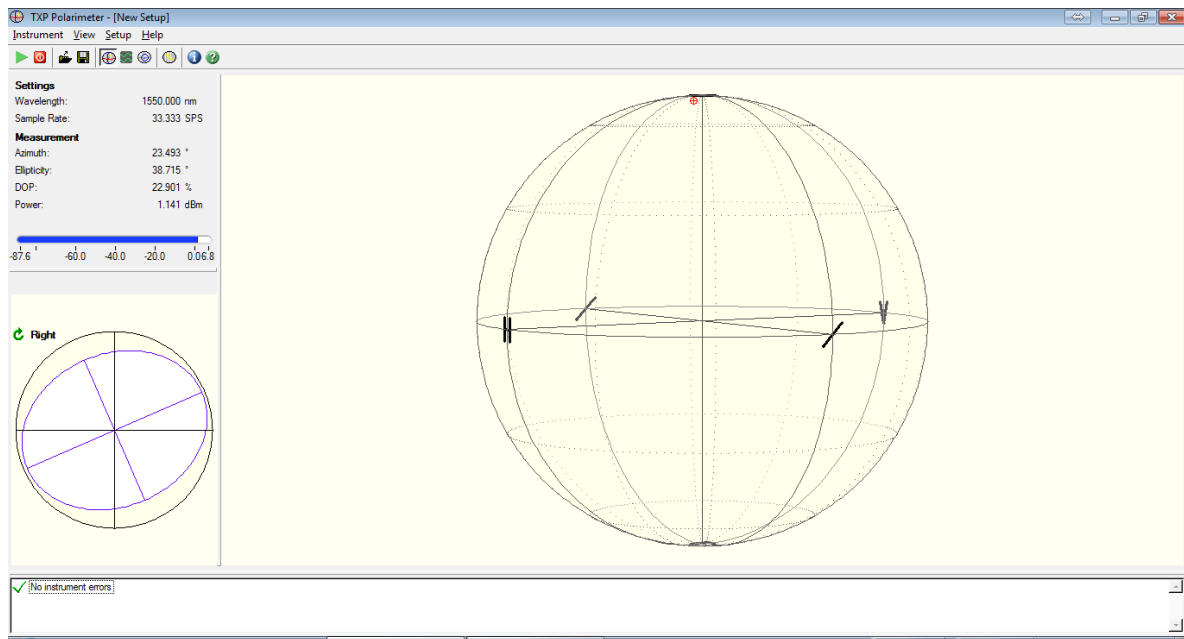 TXP Polarimeter - [New Setup]
Instrument View Setup Help
Settings
Wavelength: 1550.000 nm
Sample Rate: 33.333 SPS
Measurement
Azimuth: 23.493 °
Ellipticity: 38.715 °
DOP: 22.901 %
Power: 1.141 dBm
-87.6 -60.0 -40.0 -20.0 0.06.8
Right
No instrument errors